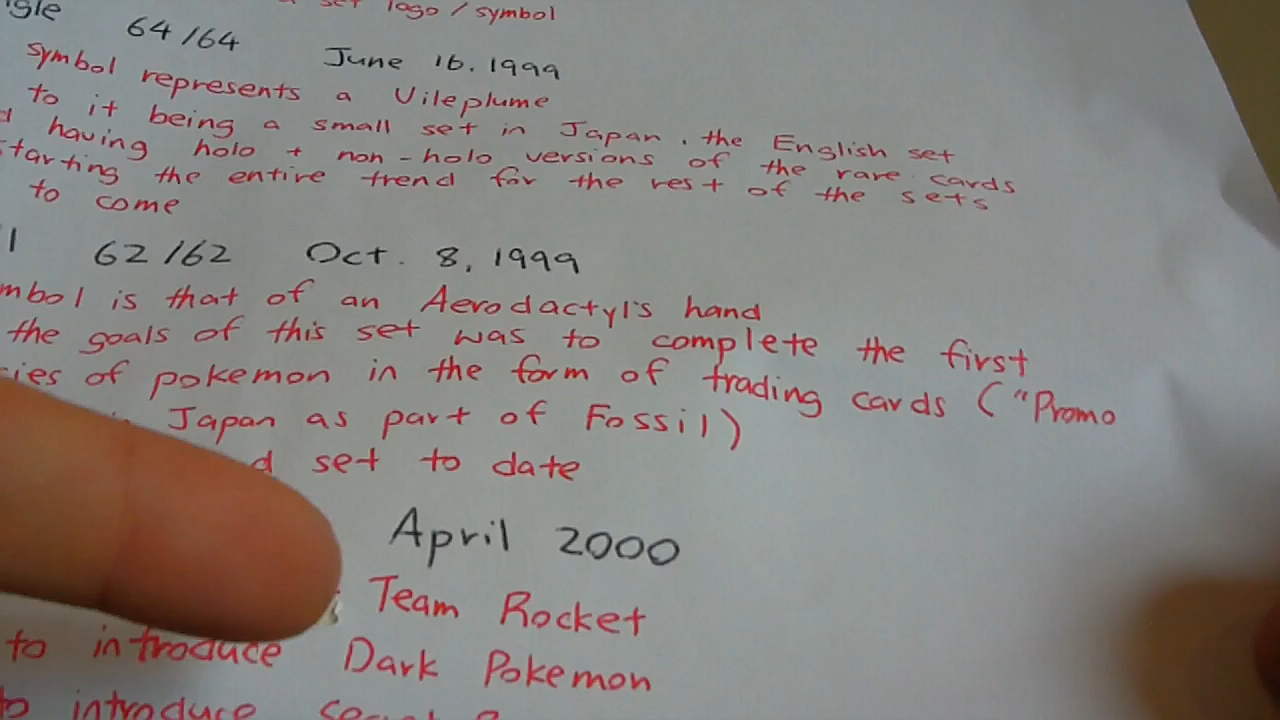 set logo / symbol
64/64 June 16, 1999
symbol represents a Vileplume
to it being a small set in Japan, the English set
having holo + non-holo versions of the rare cards
starting the entire trend for the rest of the sets
to come
62/62 Oct. 8, 1999
is that of an Aerodactyl's hand
the goals of this set was to complete the first
of pokemon in the form of trading cards ("Promo
Japan as part of Fossil)
set to date
April 2000
Team Rocket
to introduce Dark Pokemon
to introduce